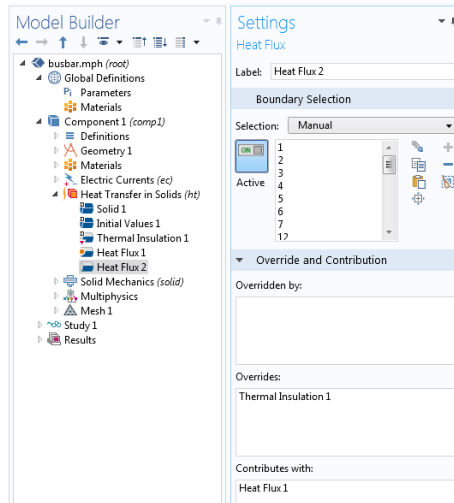 Model Builder
busbar.mph (root)
Global Definitions
Pi Parameters
Materials
Component 1 (comp1)
Definitions
Geometry 1
Materials
Electric Currents (ec)
Heat Transfer in Solids (ht)
Solid 1
Initial Values 1
Thermal Insulation 1
Heat Flux 1
Heat Flux 2
Solid Mechanics (solid)
Multiphysics
Mesh 1
Study 1
Results
Settings
Heat Flux
Label: Heat Flux 2
Boundary Selection
Selection: Manual
ON
Active
1
2
3
4
5
6
7
12
Override and Contribution
Overridden by:
Overrides:
Thermal Insulation 1
Contributes with:
Heat Flux 1